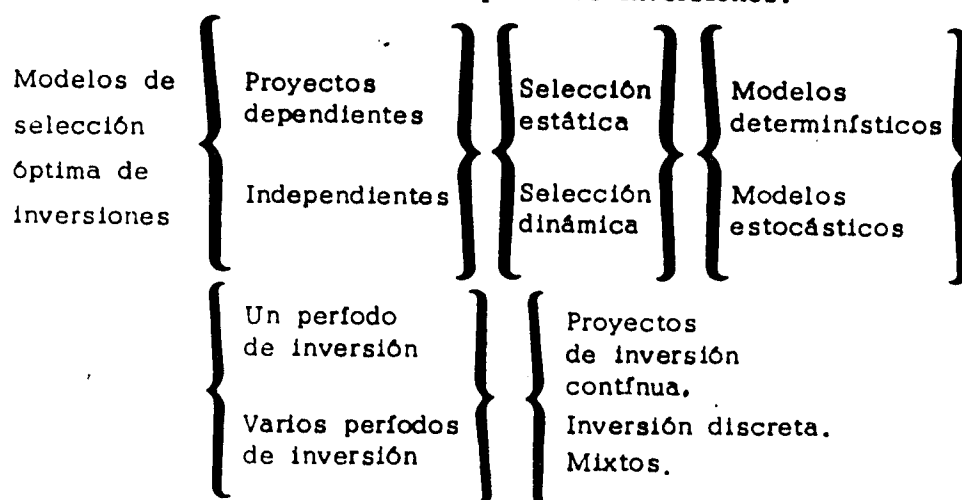 Modelos de
selección
óptima de
inversiones
Proyectos
dependientes
Independientes
Selección
estática
Selección
dinámica
Modelos
determinísticos
Modelos
estocásticos
Un período
de inversión
Varios períodos
de inversión
Proyectos
de inversión
contínua.
Inversión discreta.
Mixtos.